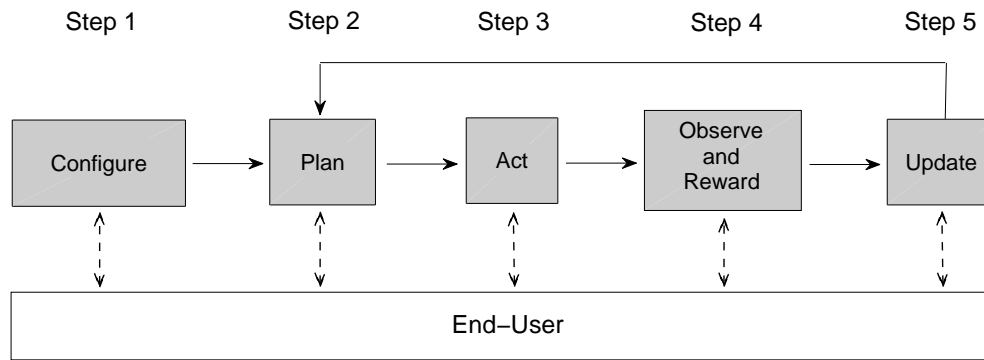 Step 1 Step 2 Step 3 Step 4 Step 5
Configure
Plan
Act
Observe
and
Reward
Update
End–User